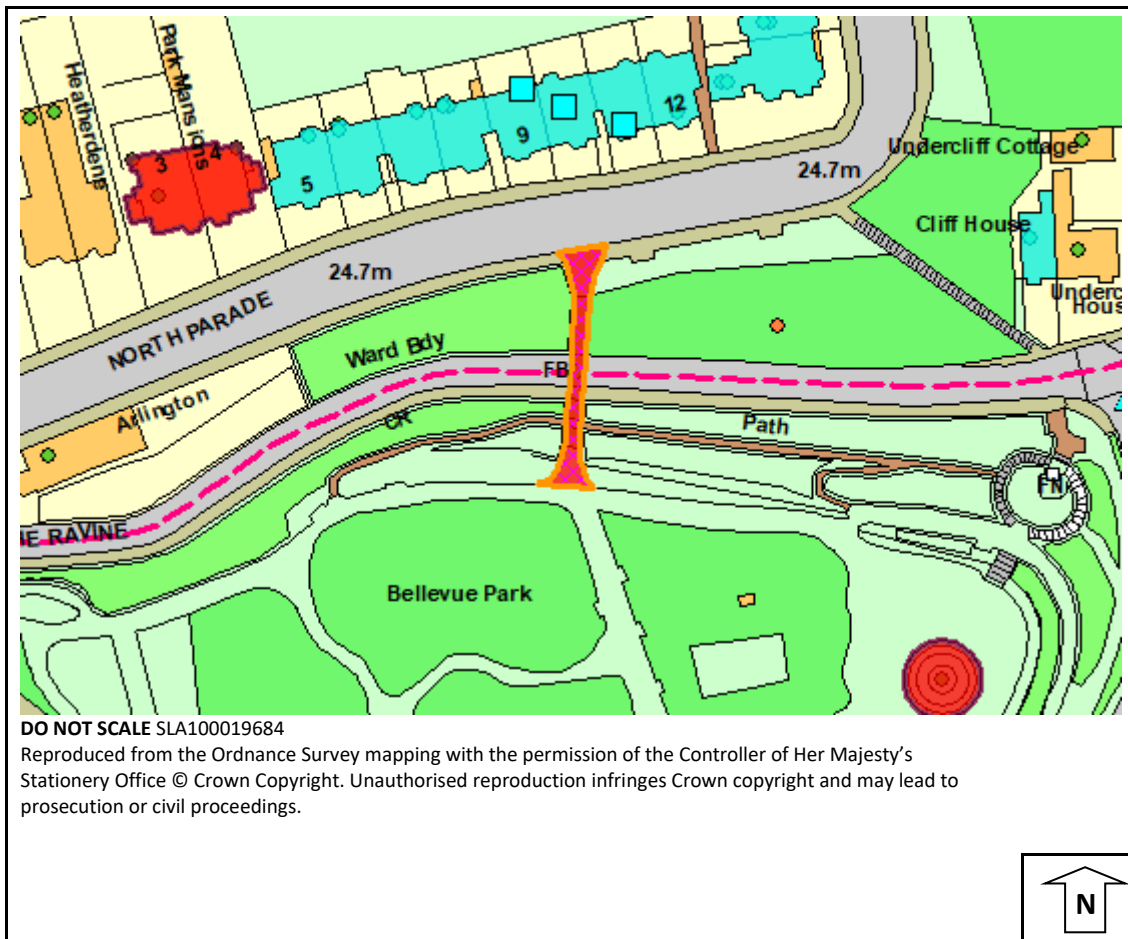 Park Mansions
Heatherdens
3
4
5
9
12
24.7m
Undercliff Cottage
Cliff House
24.7m
NORTH PARADE
Ward Bdy
FB
Arlington
CR
Path
FN
Bellevue Park
DO NOT SCALE SLA100019684
Reproduced from the Ordnance Survey mapping with the permission of the Controller of Her Majesty's
Stationery Office © Crown Copyright. Unauthorised reproduction infringes Crown copyright and may lead to
prosecution or civil proceedings.
N